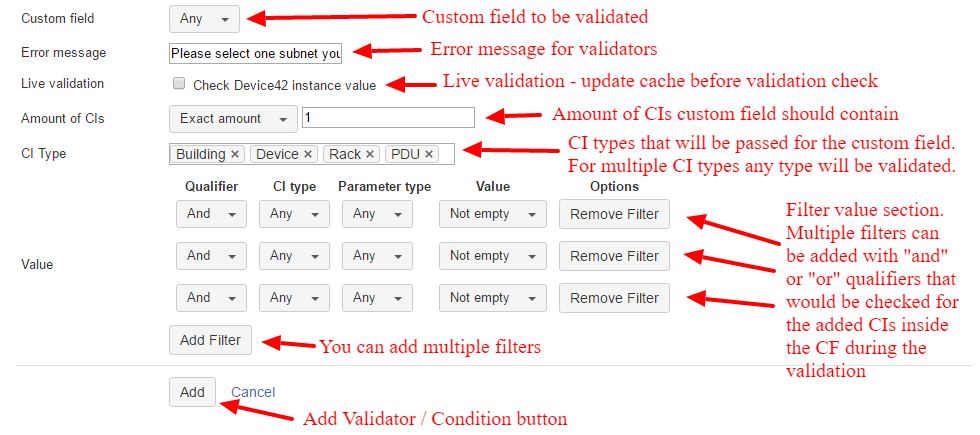 Custom field Any Custom field to be validated
Error message Please select one subnet you Error message for validators
Live validation Check Device42 instance value Live validation - update cache before validation check
Amount of CIs Exact amount 1 Amount of CIs custom field should contain
CI Type Building × Device × Rack × PDU × CI types that will be passed for the custom field.
For multiple CI types any type will be validated.
Qualifier CI type Parameter type Value Options
And Any Any Not empty Remove Filter
And Any Any Not empty Remove Filter
And Any Any Not empty Remove Filter
Value
Filter value section.
Multiple filters can
be added with "and"
or "or" qualifiers that
would be checked for
the added CIs inside
the CF during the
validation
Add Filter You can add multiple filters
Add Cancel
Add Validator / Condition button